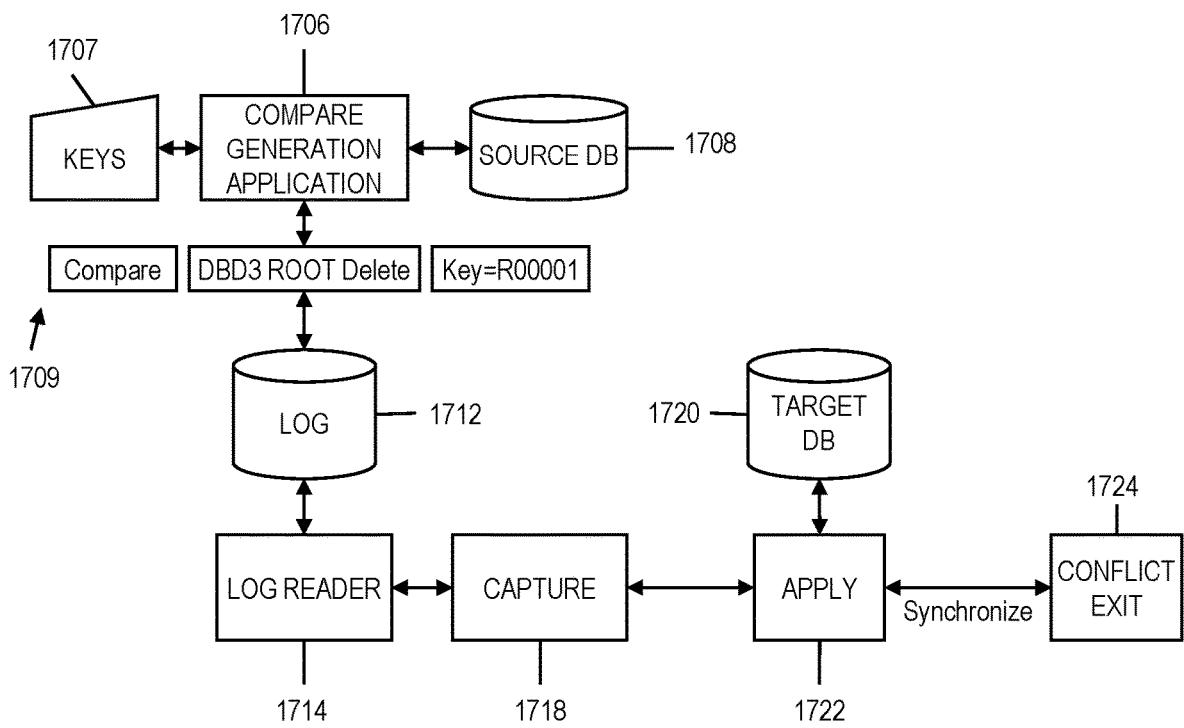 1706
1707
COMPARE
GENERATION
APPLICATION
KEYS
SOURCE DB
1708
Compare
DBD3 ROOT Delete
Key=R00001
1709
LOG
1712
1720
TARGET
DB
1724
LOG READER
CAPTURE
APPLY
Synchronize
CONFLICT
EXIT
1714
1718
1722